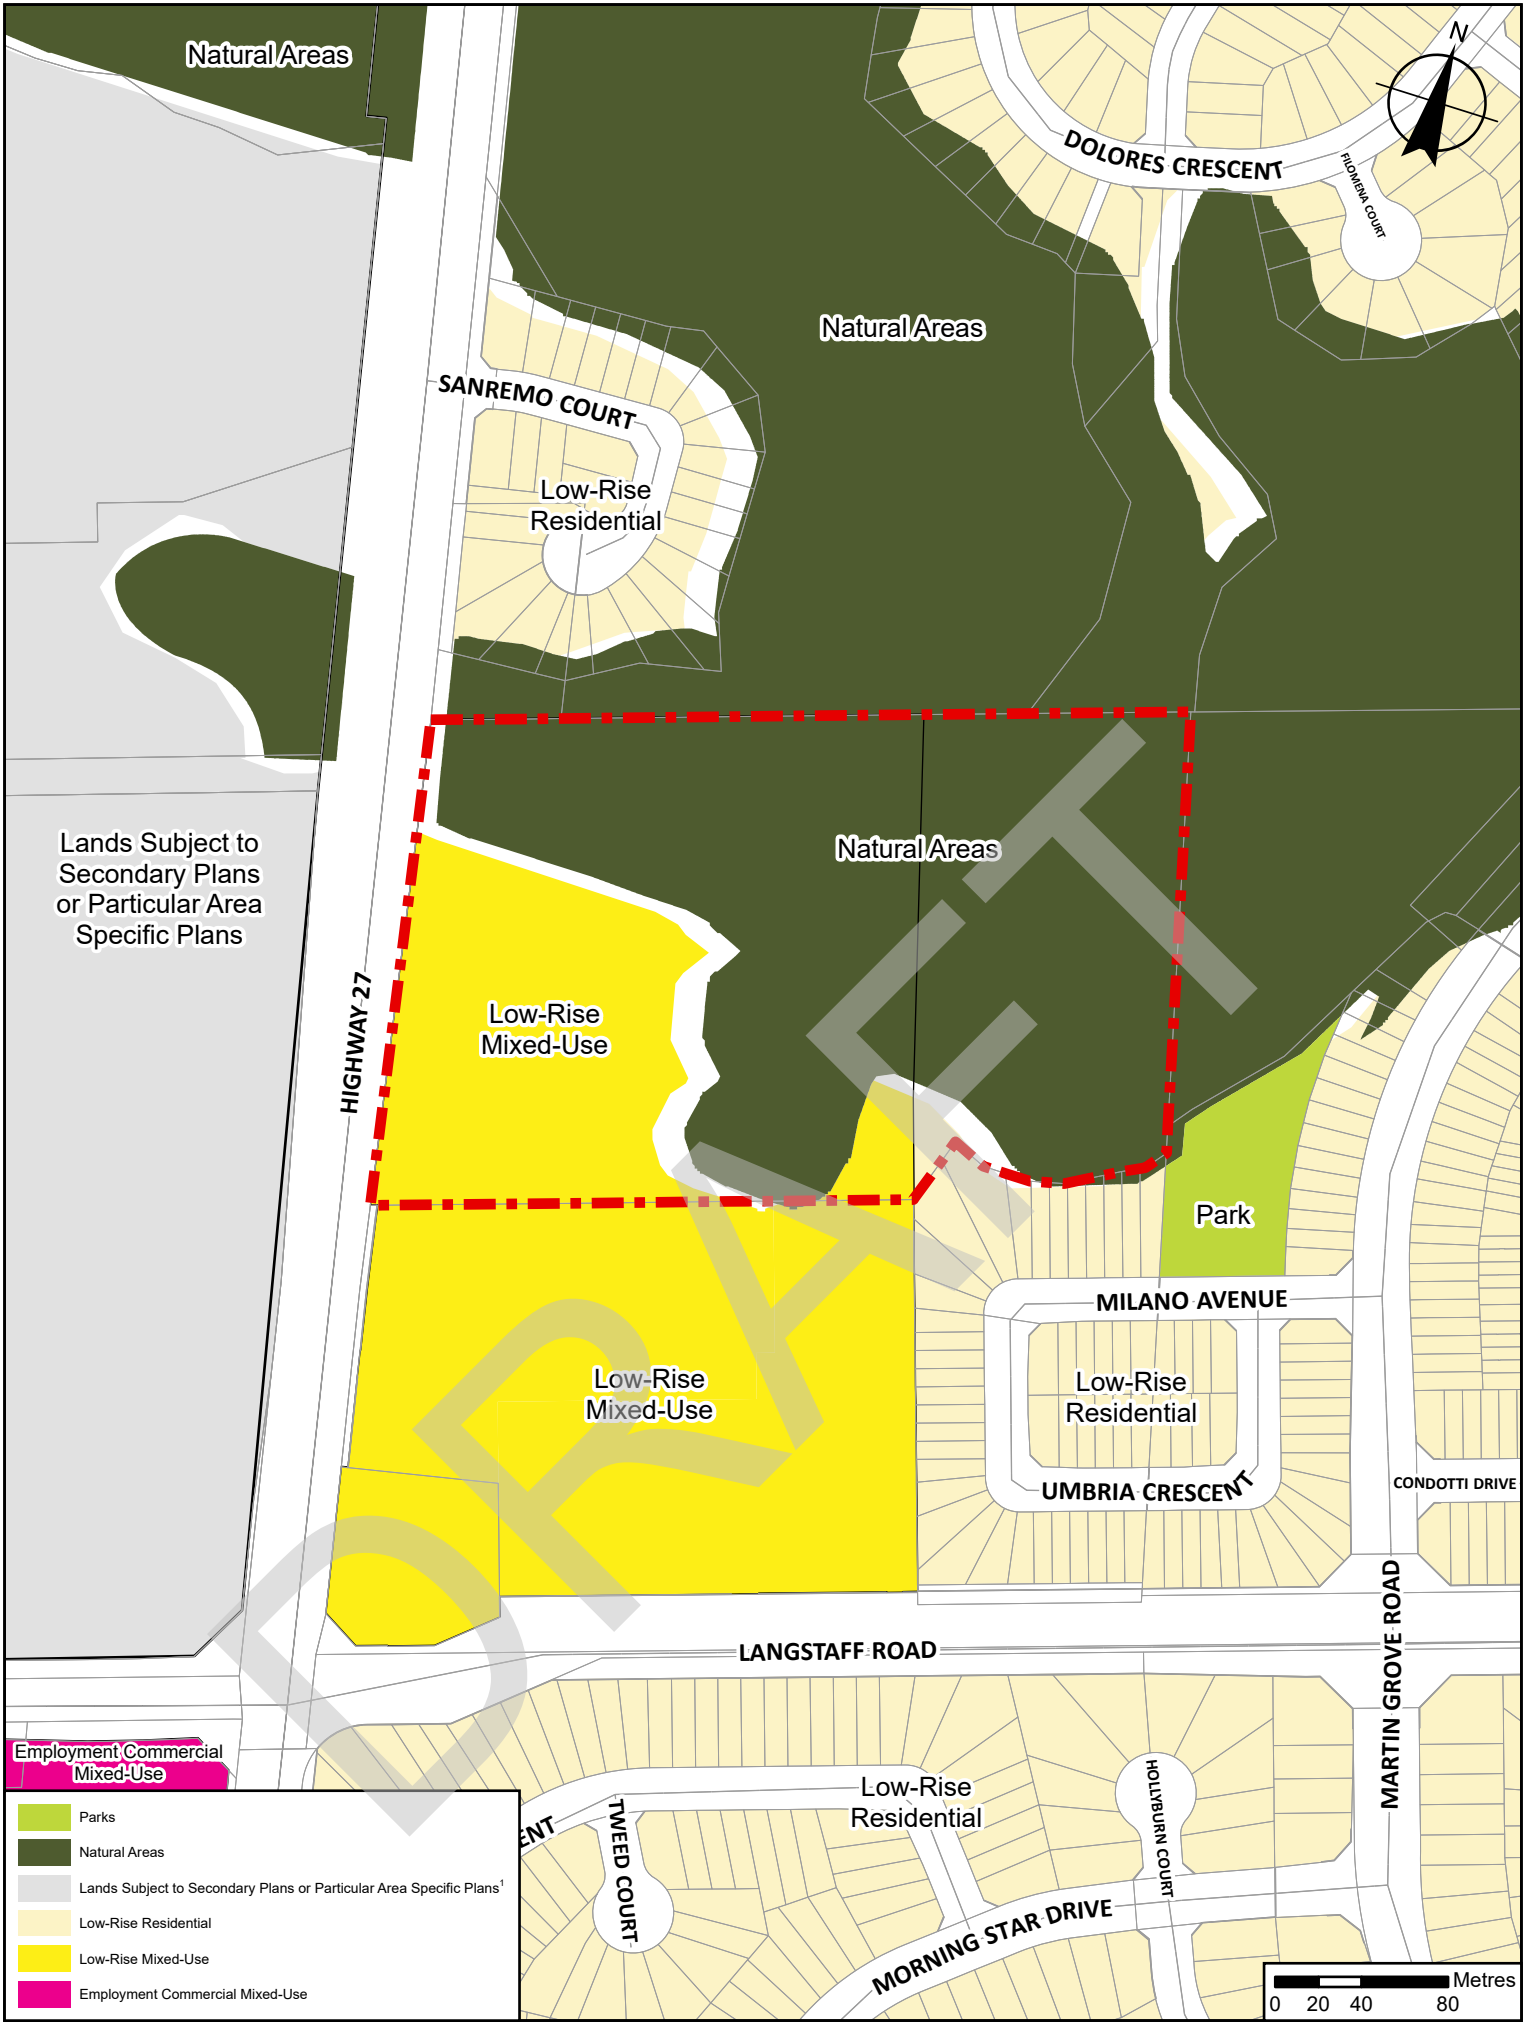 Natural Areas
N
DOLORES CRESCENT
FILOMENA COURT
Natural Areas
SANREMO COURT
Low-Rise
Residential
Natural Areas
Lands Subject to
Secondary Plans
or Particular Area
Specific Plans
HIGHWAY 27
Low-Rise
Mixed-Use
Park
MILANO AVENUE
Low-Rise
Mixed-Use
Low-Rise
Residential
UMBRIA CRESCENT
CONDOTTI DRIVE
DRAFT
LANGSTAFF ROAD
MARTIN GROVE ROAD
Employment Commercial
Mixed-Use
Low-Rise
Residential
HOLLYBURN COURT
ENT
TWEED COURT
MORNING STAR DRIVE
Parks
Natural Areas
Lands Subject to Secondary Plans or Particular Area Specific Plans¹
Low-Rise Residential
Low-Rise Mixed-Use
Employment Commercial Mixed-Use
Metres
0 20 40 80